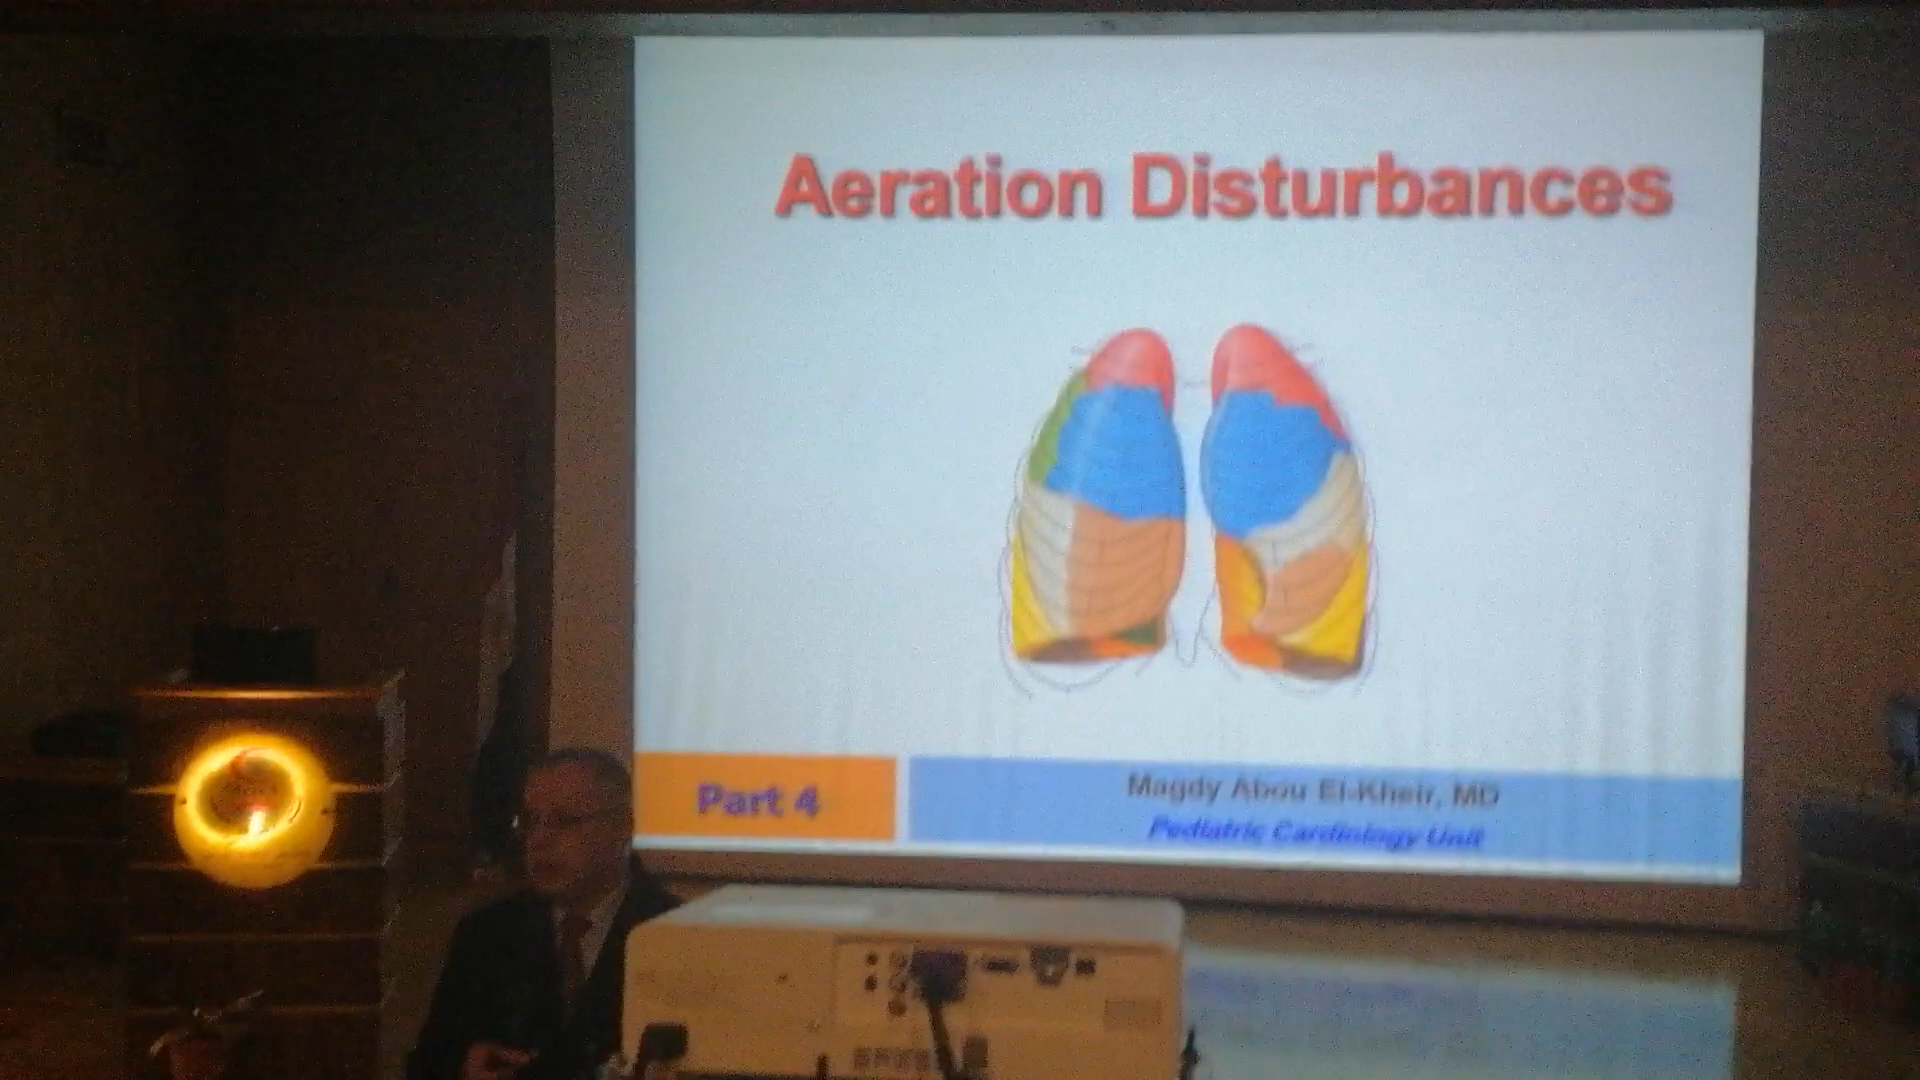 Aeration Disturbances
Part 4
Magdy Abou El-Kheir, MD
Pediatric Cardiology Unit